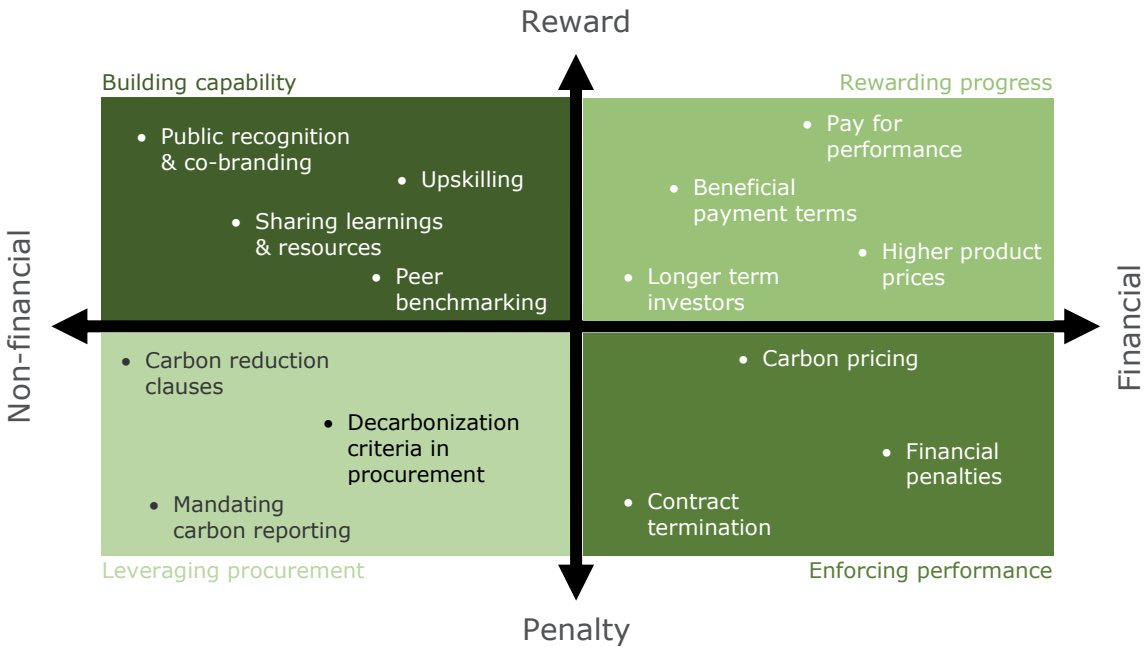 Reward
Building capability
Rewarding progress
• Public recognition
& co-branding
• Upskilling
• Sharing learnings
& resources
• Peer
benchmarking
• Pay for
performance
• Beneficial
payment terms
• Higher product
prices
• Longer term
investors
Non-financial
Financial
• Carbon reduction
clauses
• Decarbonization
criteria in
procurement
• Mandating
carbon reporting
• Carbon pricing
• Financial
penalties
• Contract
termination
Leveraging procurement
Enforcing performance
Penalty